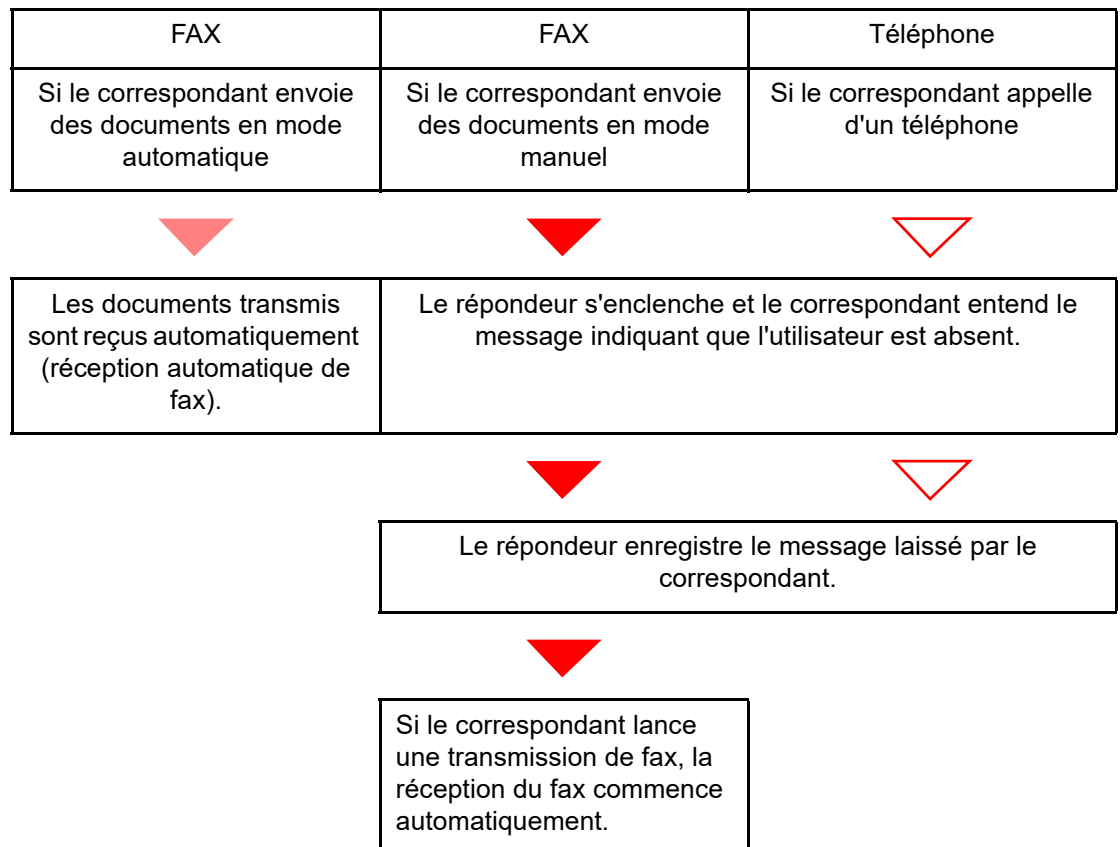 FAX
FAX
Téléphone
Si le correspondant envoie
des documents en mode
automatique
Si le correspondant envoie
des documents en mode
manuel
Si le correspondant appelle
d'un téléphone
Les documents transmis
sont reçus automatiquement
(réception automatique de
fax).
Le répondeur s'enclenche et le correspondant entend le
message indiquant que l'utilisateur est absent.
Le répondeur enregistre le message laissé par le
correspondant.
Si le correspondant lance
une transmission de fax, la
réception du fax commence
automatiquement.